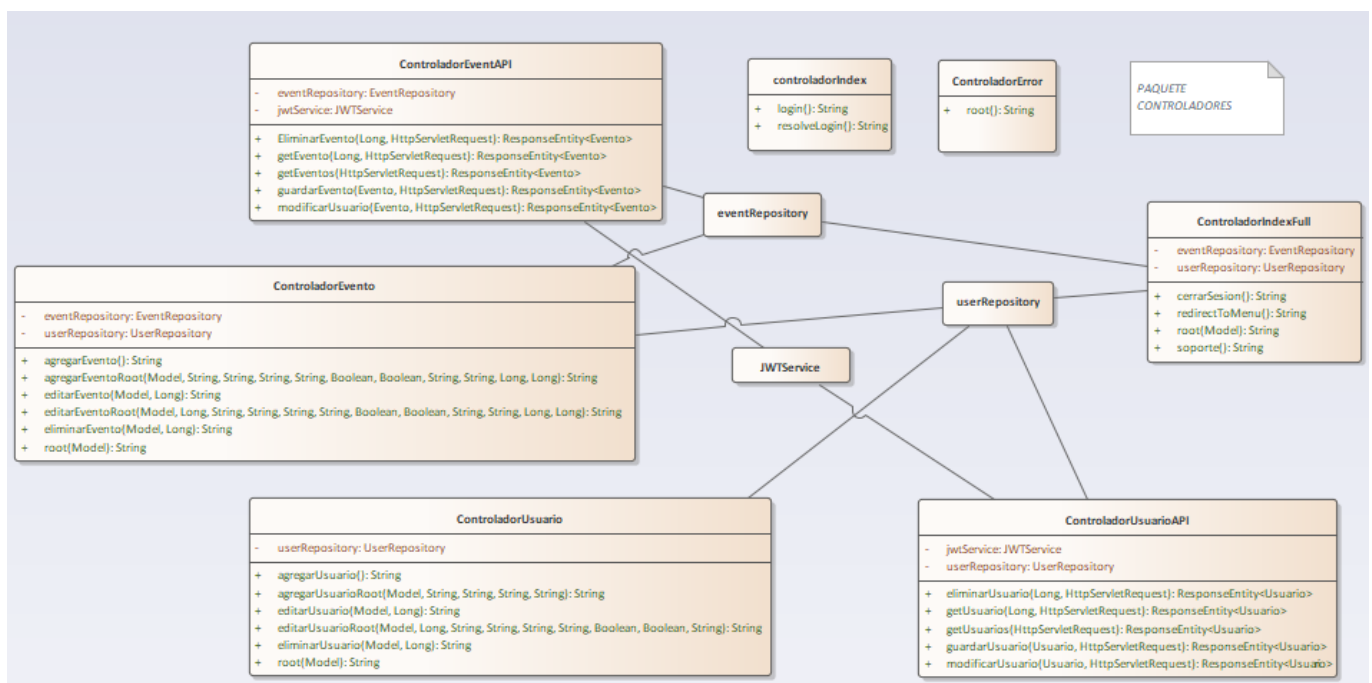 ControladorEventAPI
- eventRepository: EventRepository
- jwtService: JWTService
+ EliminarEvento(Long, HttpServletRequest): ResponseEntity<Evento>
+ getEvento(Long, HttpServletRequest): ResponseEntity<Evento>
+ getEventos(HttpServletRequest): ResponseEntity<Evento>
+ guardarEvento(Evento, HttpServletRequest): ResponseEntity<Evento>
+ modificarUsuario(Evento, HttpServletRequest): ResponseEntity<Evento>
controladorIndex
+ login(): String
+ resolveLogin(): String
ControladorError
+ root(): String
PAQUETE
CONTROLADORES
eventRepository
ControladorIndexFull
- eventRepository: EventRepository
- userRepository: UserRepository
+ cerrarSesion(): String
+ redirectToMenu(): String
+ root(Model): String
+ soporte(): String
ControladorEvento
- eventRepository: EventRepository
- userRepository: UserRepository
+ agregarEvento(): String
+ agregarEventoRoot(Model, String, String, String, String, Boolean, Boolean, String, String, Long, Long): String
+ editarEvento(Model, Long): String
+ editarEventoRoot(Model, Long, String, String, String, String, Boolean, Boolean, String, String, Long, Long): String
+ eliminarEvento(Model, Long): String
+ root(Model): String
userRepository
JWTService
ControladorUsuario
- userRepository: UserRepository
+ agregarUsuario(): String
+ agregarUsuarioRoot(Model, String, String, String, String): String
+ editarUsuario(Model, Long): String
+ editarUsuarioRoot(Model, Long, String, String, String, String, Boolean, Boolean, String): String
+ eliminarUsuario(Model, Long): String
+ root(Model): String
ControladorUsuarioAPI
- jwtService: JWTService
- userRepository: UserRepository
+ eliminarUsuario(Long, HttpServletRequest): ResponseEntity<Usuario>
+ getUsuario(Long, HttpServletRequest): ResponseEntity<Usuario>
+ getUsuarios(HttpServletRequest): ResponseEntity<Usuario>
+ guardarUsuario(Usuario, HttpServletRequest): ResponseEntity<Usuario>
+ modificarUsuario(Usuario, HttpServletRequest): ResponseEntity<Usuario>